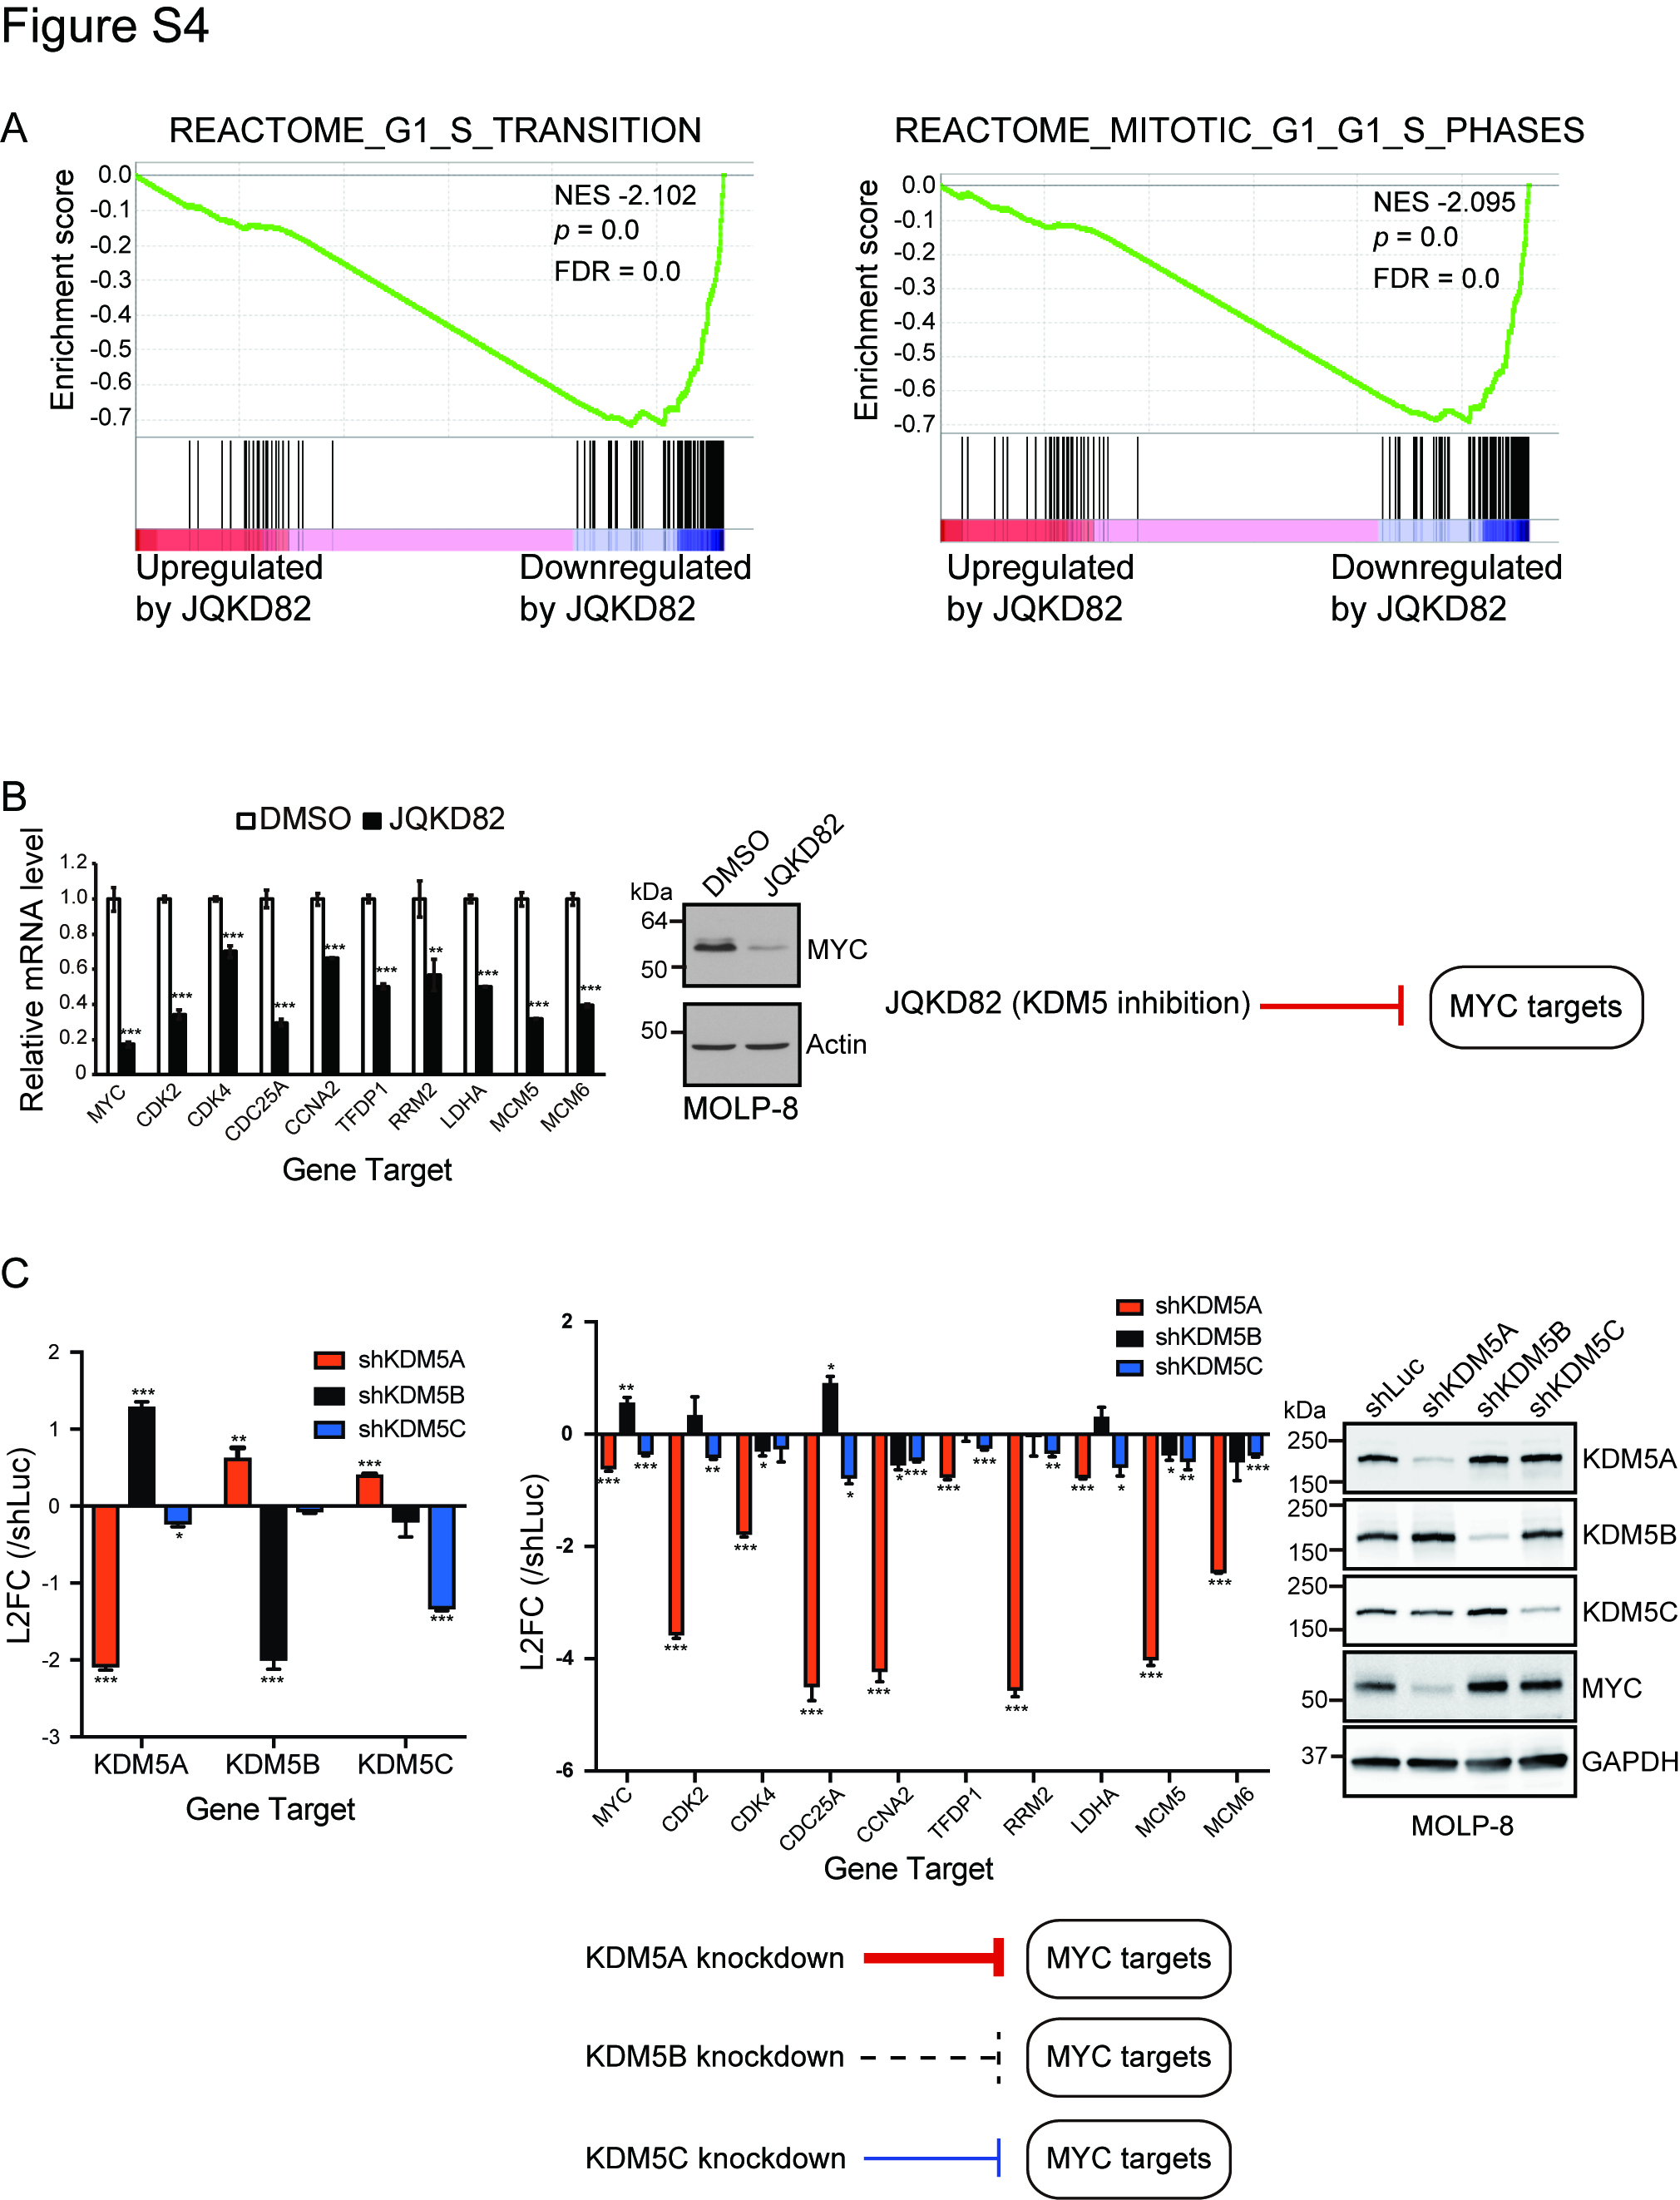 Figure S4
A
REACTOME_G1_S_TRANSITION
Enrichment score
0.0
-0.1
-0.2
-0.3
-0.4
-0.5
-0.6
-0.7
NES -2.102
p = 0.0
FDR = 0.0
Upregulated
by JQKD82
Downregulated
by JQKD82
REACTOME_MITOTIC_G1_G1_S_PHASES
Enrichment score
0.0
-0.1
-0.2
-0.3
-0.4
-0.5
-0.6
-0.7
NES -2.095
p = 0.0
FDR = 0.0
Upregulated
by JQKD82
Downregulated
by JQKD82
B
DMSO JQKD82
Relative mRNA level
1.2
1.0
0.8
0.6
0.4
0.2
0
*** *** *** *** *** *** ** *** *** ***
MYC CDK2 CDK4 CDC25A CCNA2 TFDP1 RRM2 LDHA MCM5 MCM6
Gene Target
DMSO JQKD82
kDa
64
50
MYC
50
Actin
MOLP-8
JQKD82 (KDM5 inhibition)
MYC targets
C
shKDM5A
shKDM5B
shKDM5C
L2FC (/shLuc)
2
1
0
-1
-2
-3
*** ** ***
*
*** *** ***
KDM5A KDM5B KDM5C
Gene Target
shKDM5A
shKDM5B
shKDM5C
L2FC (/shLuc)
2
0
-2
-4
-6
** *
*** *** ** * * * *** *** *** ** *** * * ** ***
*** *** *** *** *** *** ***
MYC CDK2 CDK4 CDC25A CCNA2 TFDP1 RRM2 LDHA MCM5 MCM6
Gene Target
shLuc shKDM5A shKDM5B shKDM5C
kDa
250
150
KDM5A
250
150
KDM5B
250
150
KDM5C
50
MYC
37
GAPDH
MOLP-8
KDM5A knockdown
MYC targets
KDM5B knockdown
MYC targets
KDM5C knockdown
MYC targets